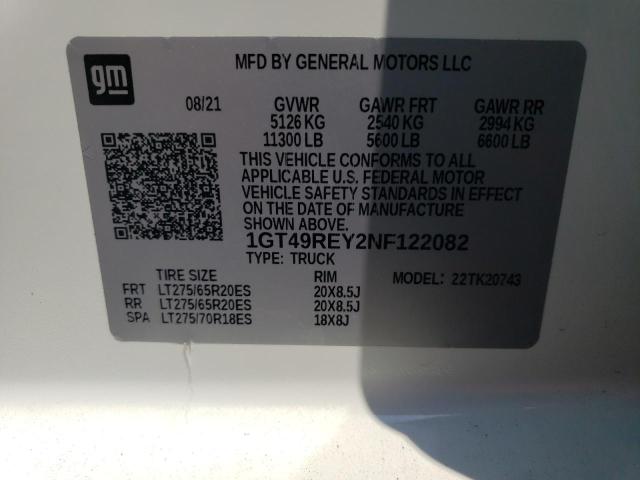 gm
MFD BY GENERAL MOTORS LLC
08/21 GVWR GAWR FRT GAWR RR
5126 KG 2540 KG 2994 KG
11300 LB 5600 LB 6600 LB
THIS VEHICLE CONFORMS TO ALL
APPLICABLE U.S. FEDERAL MOTOR
VEHICLE SAFETY STANDARDS IN EFFECT
ON THE DATE OF MANUFACTURE
SHOWN ABOVE.
1GT49REY2NF122082
TYPE: TRUCK
MODEL: 22TK20743
TIRE SIZE RIM
FRT LT275/65R20ES 20X8.5J
RR LT275/65R20ES 20X8.5J
SPA LT275/70R18ES 18X8J